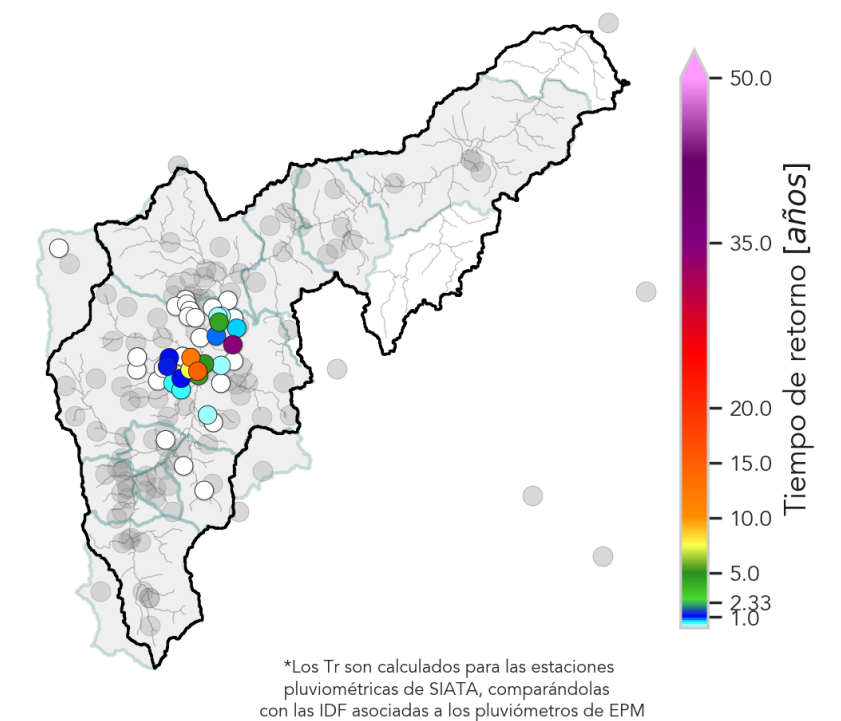 50.0
35.0
20.0
15.0
10.0
5.0
2.33
1.0
Tiempo de retorno [años]
*Los Tr son calculados para las estaciones
pluviométricas de SIATA, comparándolas
con las IDF asociadas a los pluviómetros de EPM